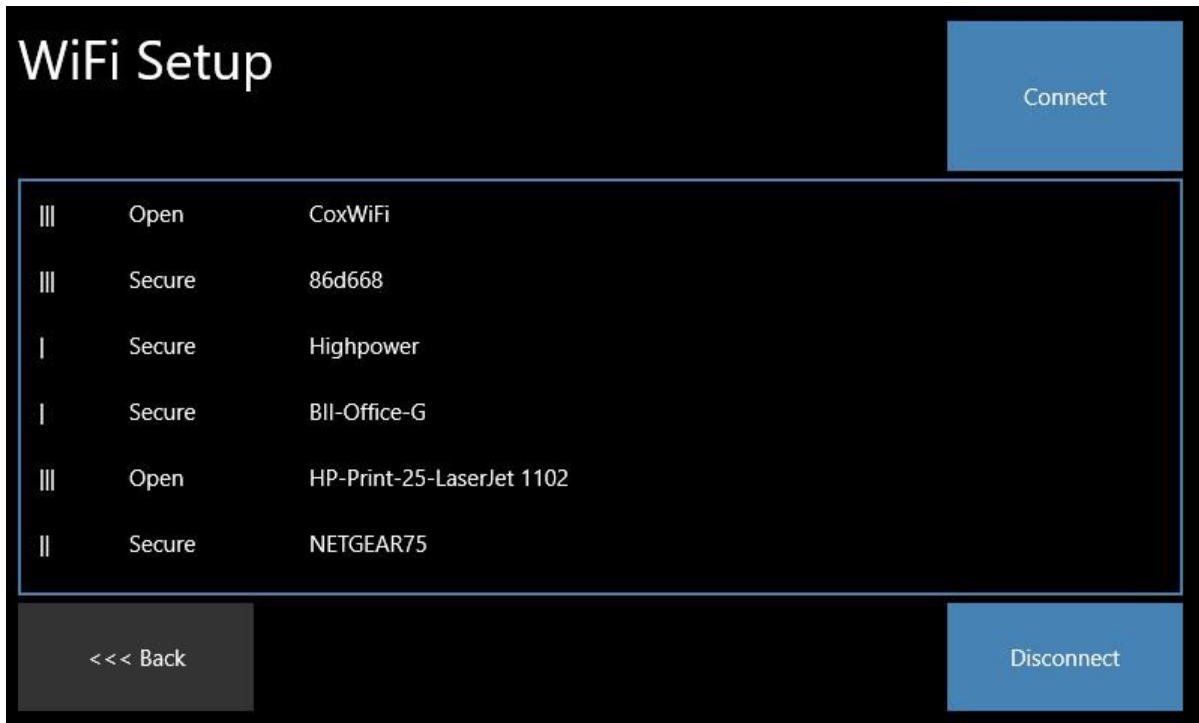 WiFi Setup
Connect
||| Open CoxWiFi
||| Secure 86d668
| Secure Highpower
| Secure BII-Office-G
||| Open HP-Print-25-LaserJet 1102
|| Secure NETGEAR75
<<< Back
Disconnect